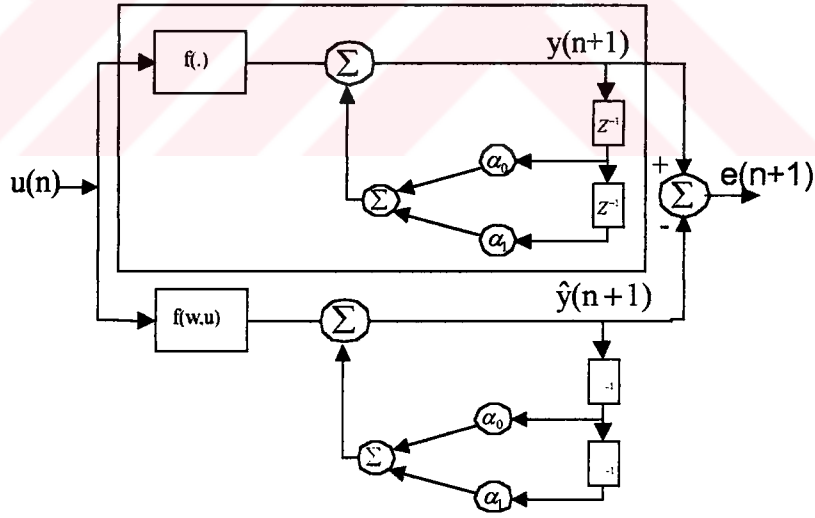 y(n+1)
f(.)
Σ
z⁻¹
α₀
+
u(n)
Σ
z⁻¹
Σ
e(n+1)
-
α₁
ŷ(n+1)
f(w,u)
Σ
-1
α₀
Σ
-1
α₁